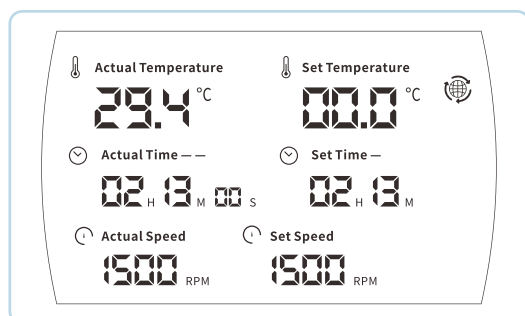 Actual Temperature Set Temperature
29.4 °C 00.0 °C
Actual Time — — Set Time —
02 H 13 M 00 S 02 H 13 M
Actual Speed Set Speed
1500 RPM 1500 RPM